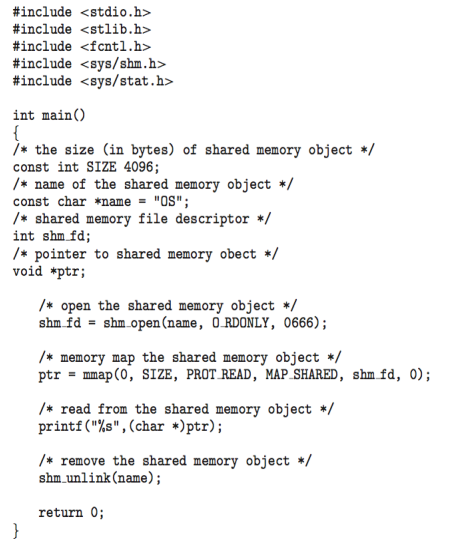 #include <stdio.h>
#include <stlib.h>
#include <fcntl.h>
#include <sys/shm.h>
#include <sys/stat.h>
int main()
{
/* the size (in bytes) of shared memory object */
const int SIZE 4096;
/* name of the shared memory object */
const char *name = "OS";
/* shared memory file descriptor */
int shm_fd;
/* pointer to shared memory obect */
void *ptr;
/* open the shared memory object */
shm_fd = shm_open(name, O_RDONLY, 0666);
/* memory map the shared memory object */
ptr = mmap(0, SIZE, PROT_READ, MAP_SHARED, shm_fd, 0);
/* read from the shared memory object */
printf("%s",(char *)ptr);
/* remove the shared memory object */
shm_unlink(name);
return 0;
}